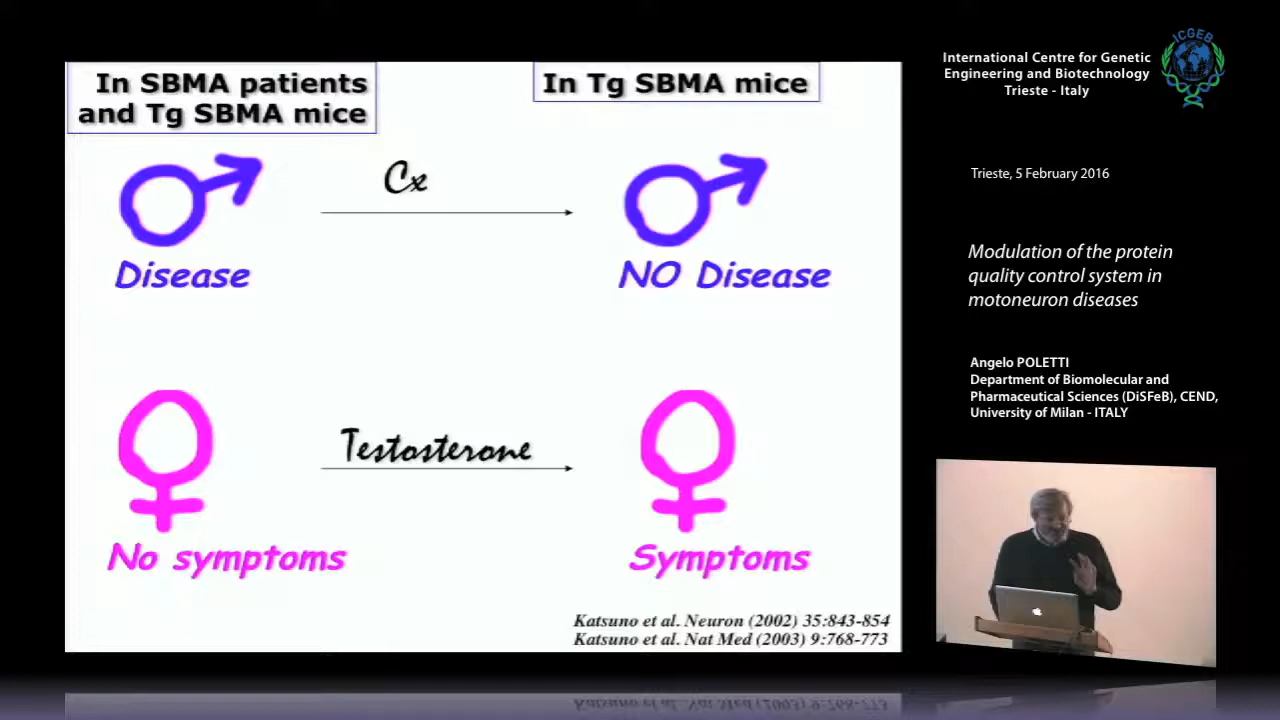 In SBMA patients
and Tg SBMA mice
In Tg SBMA mice
Cx
Disease
NO Disease
Testosterone
No symptoms
Symptoms
Katsuno et al. Neuron (2002) 35:843-854
Katsuno et al. Nat Med (2003) 9:768-773
International Centre for Genetic
Engineering and Biotechnology
Trieste - Italy
ICGEB
Trieste, 5 February 2016
Modulation of the protein
quality control system in
motoneuron diseases
Angelo POLETTI
Department of Biomolecular and
Pharmaceutical Sciences (DiSFeB), CEND,
University of Milan - ITALY